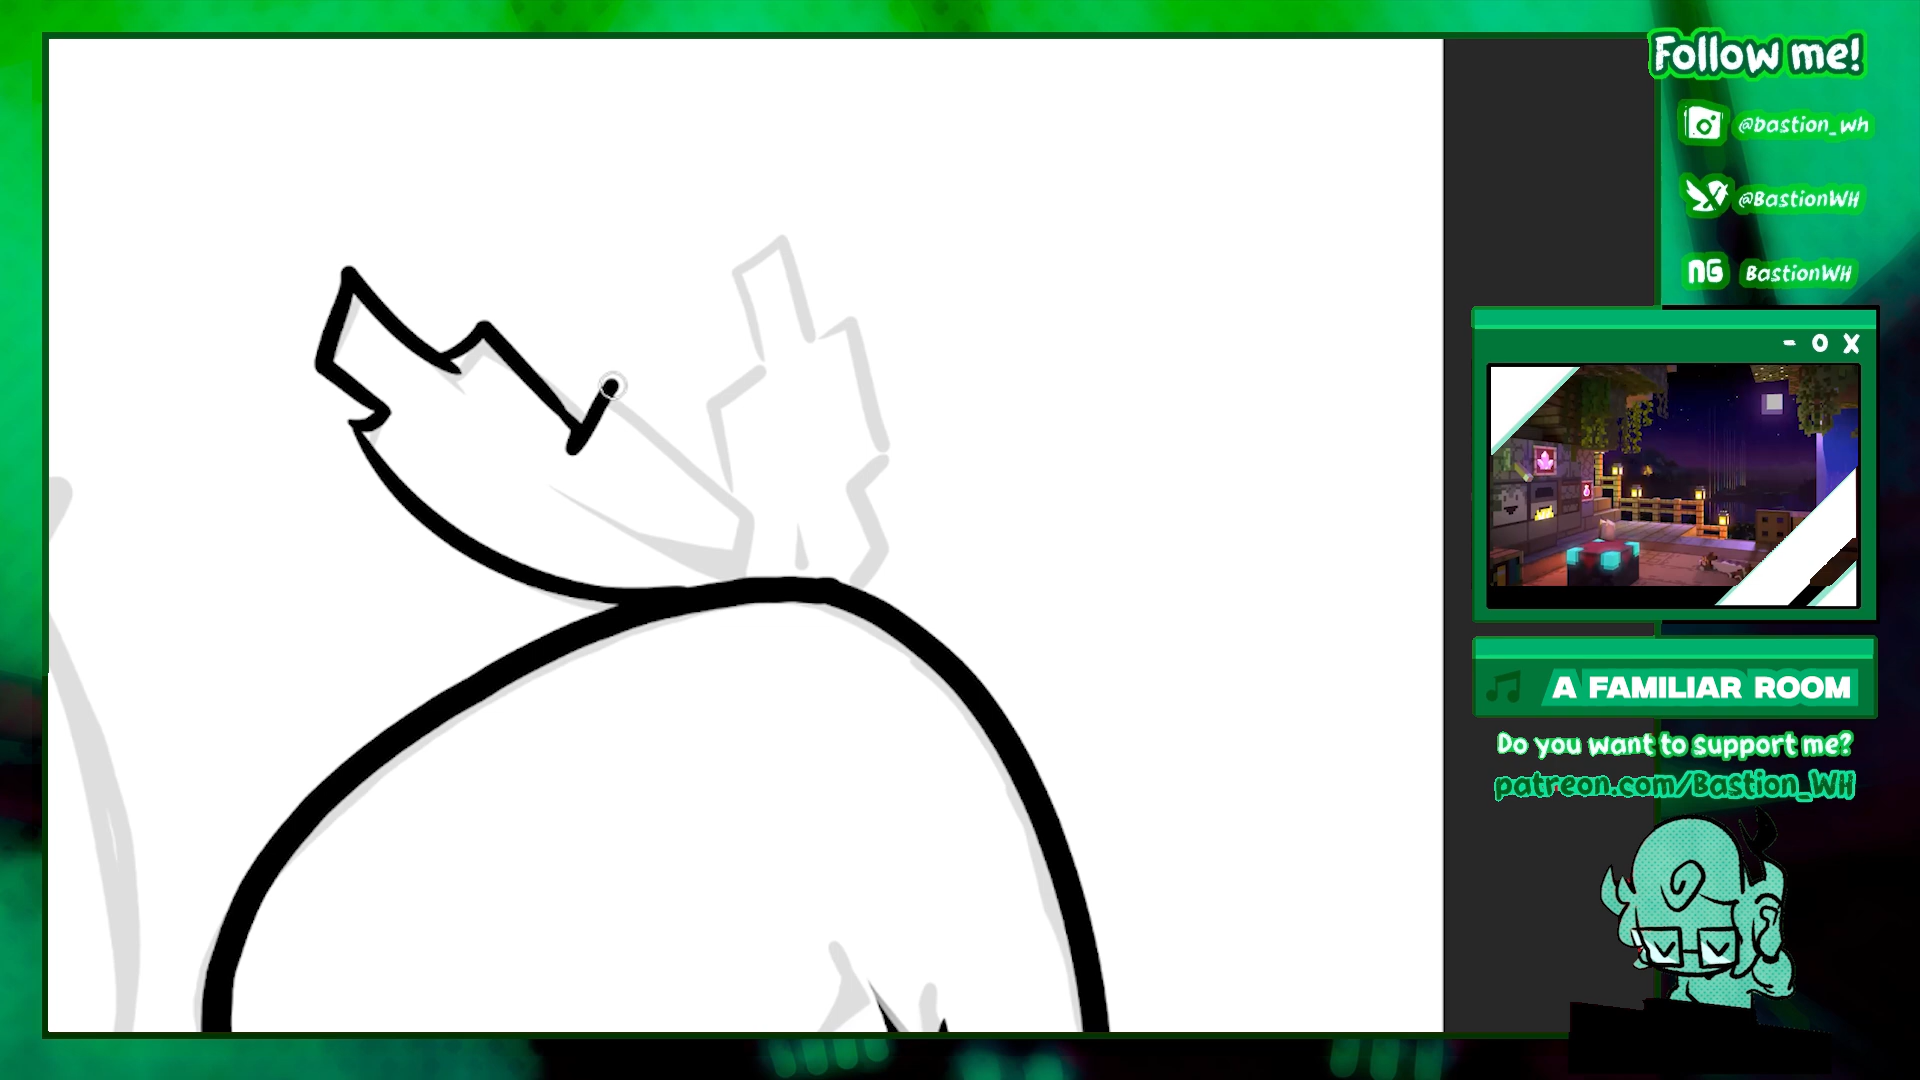 Follow me!
@bastion_wh
@BastionWH
NG BastionWH
- O X
A FAMILIAR ROOM
Do you want to support me?
patreon.com/Bastion_WH